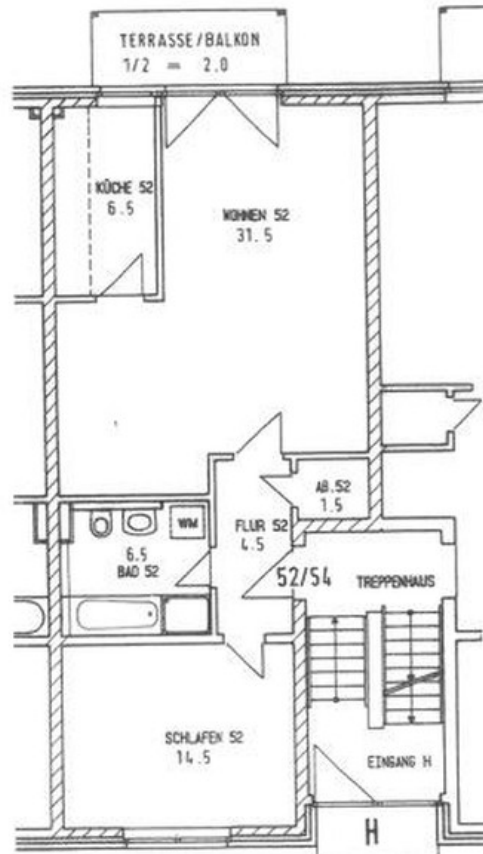 TERRASSE/BALKON
1/2 = 2.0
KÜCHE 52
6.5
WOHNEN 52
31.5
AB.52
1.5
FLUR 52
4.5
WM
6.5
BAD 52
52/54
TREPPENHAUS
SCHLAFEN 52
14.5
EINGANG H
H